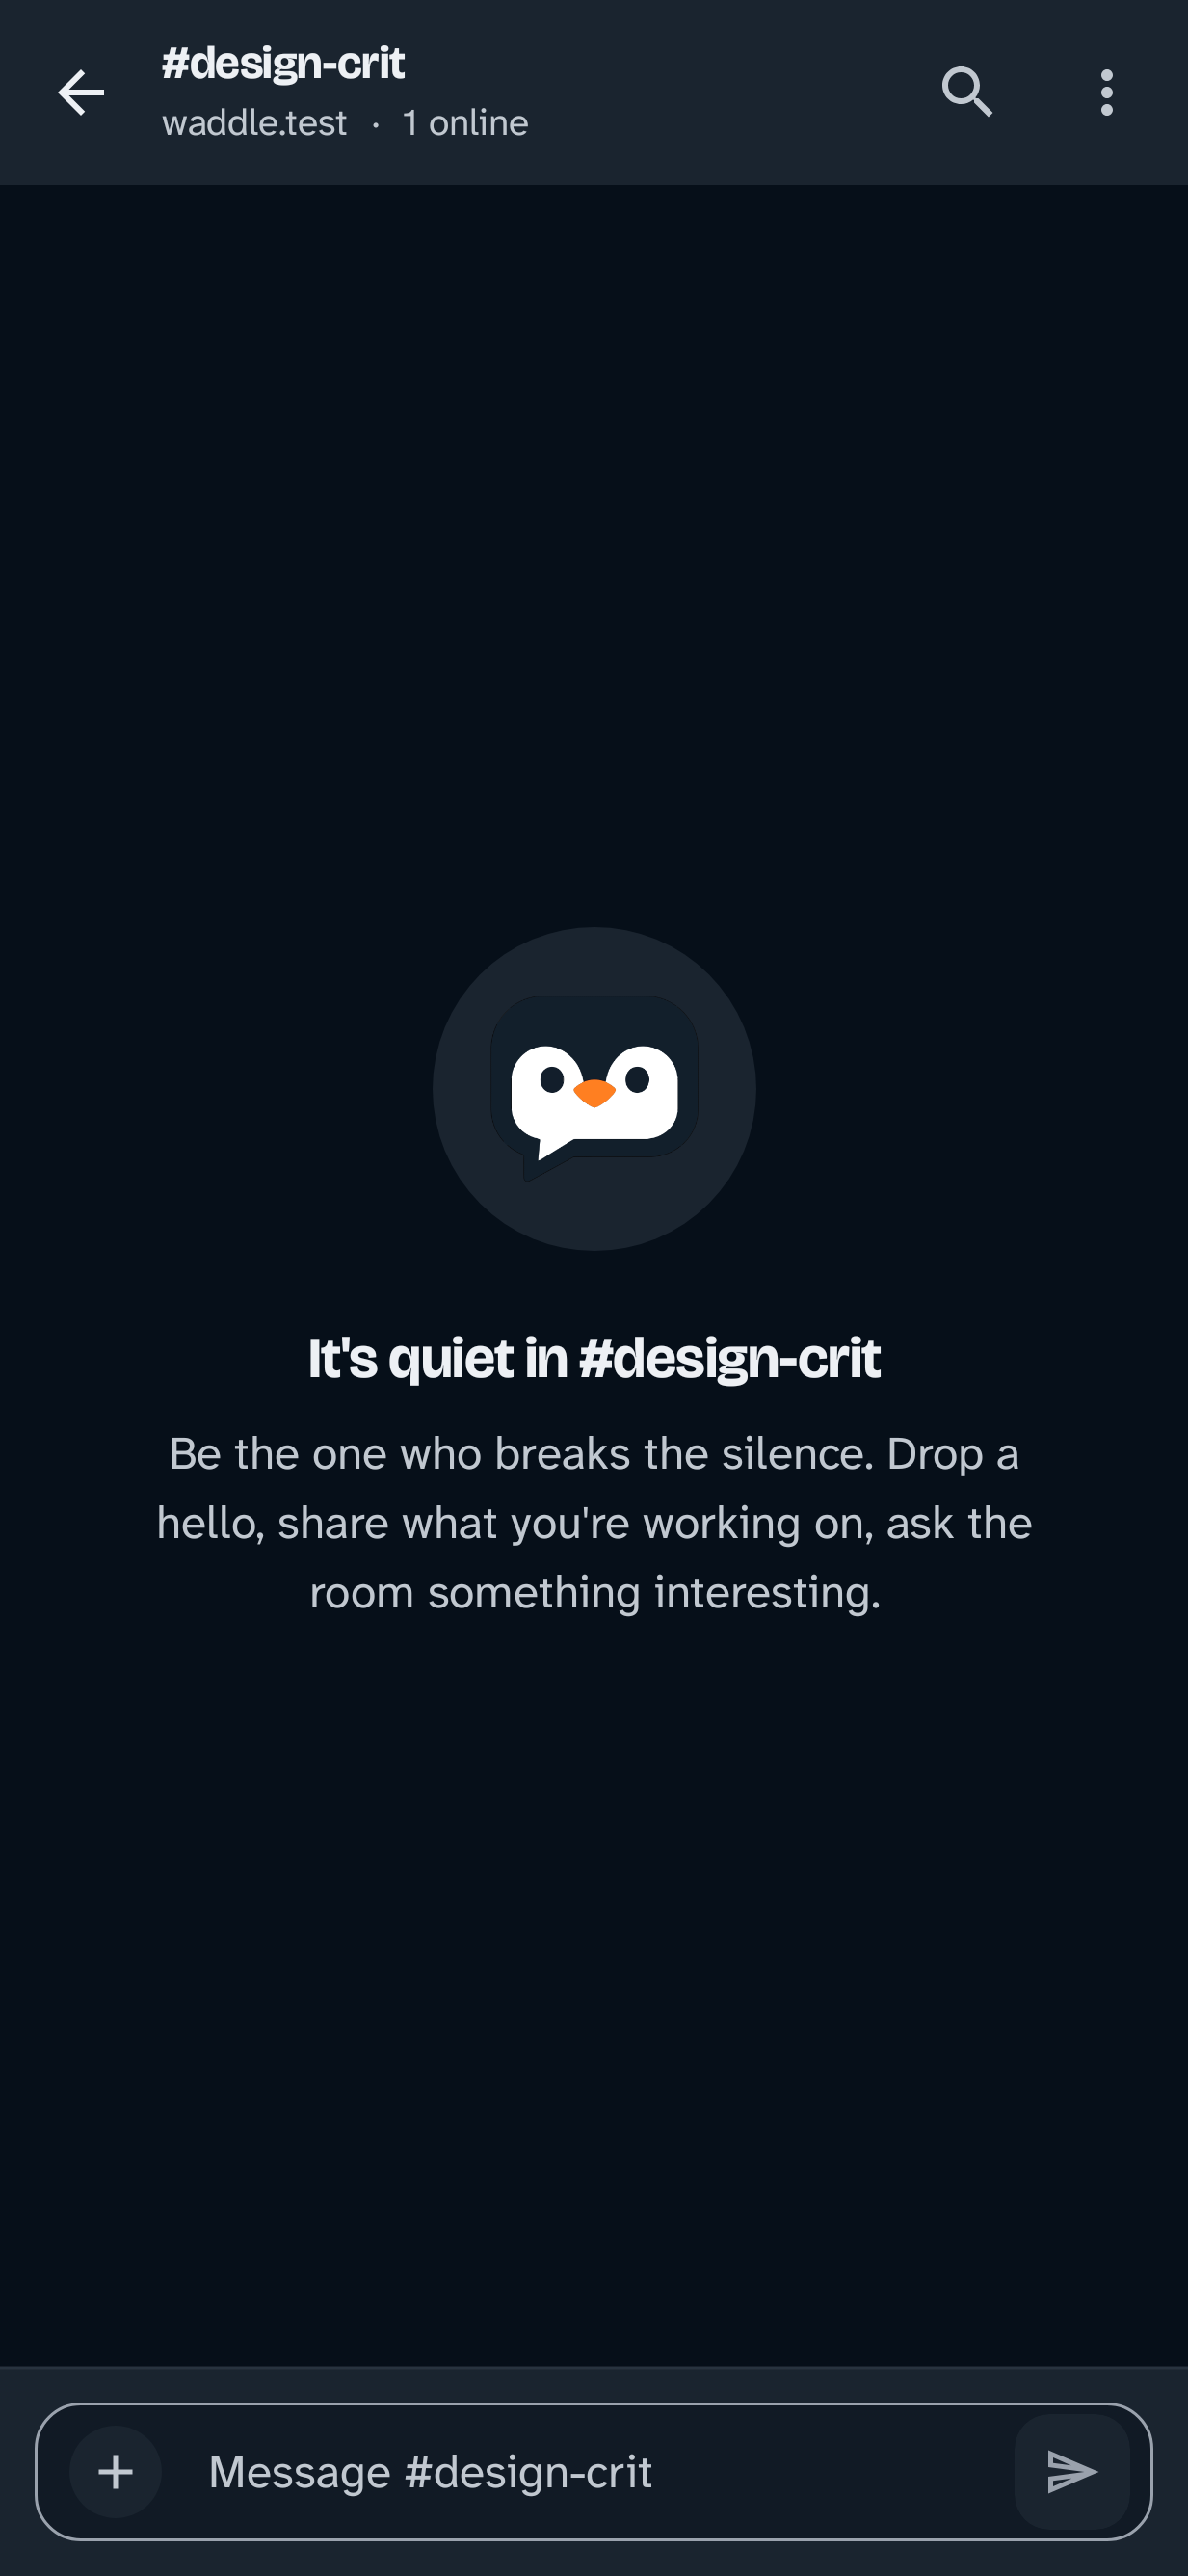 #design-crit
waddle.test · 1 online
It's quiet in #design-crit
Be the one who breaks the silence. Drop a
hello, share what you're working on, ask the
room something interesting.
Message #design-crit